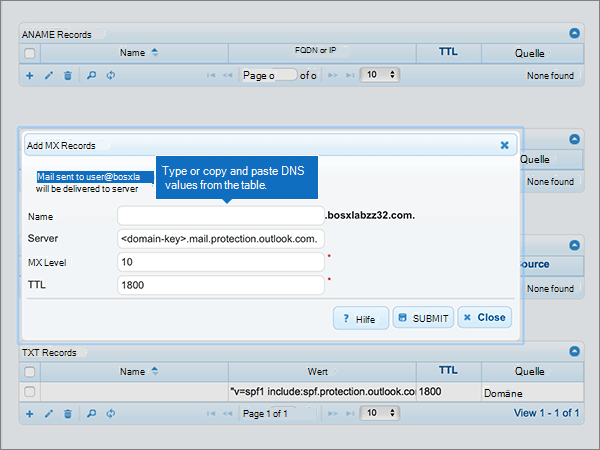 ANAME Records
Name FQDN or IP TTL Quelle
Page o of o 10 None found
Add MX Records
Mail sent to user@bosxla
will be delivered to server
Type or copy and paste DNS
values from the table.
Quelle
None found
Name .bosxlabzz32.com.
Server <domain-key>.mail.protection.outlook.com.
MX Level 10 *
TTL 1800 *
ource
None found
? Hilfe SUBMIT Close
TXT Records
Name Wert TTL Quelle
"v=spf1 include:spf.protection.outlook.co 1800 Domäne
Page 1 of 1 10 View 1 - 1 of 1